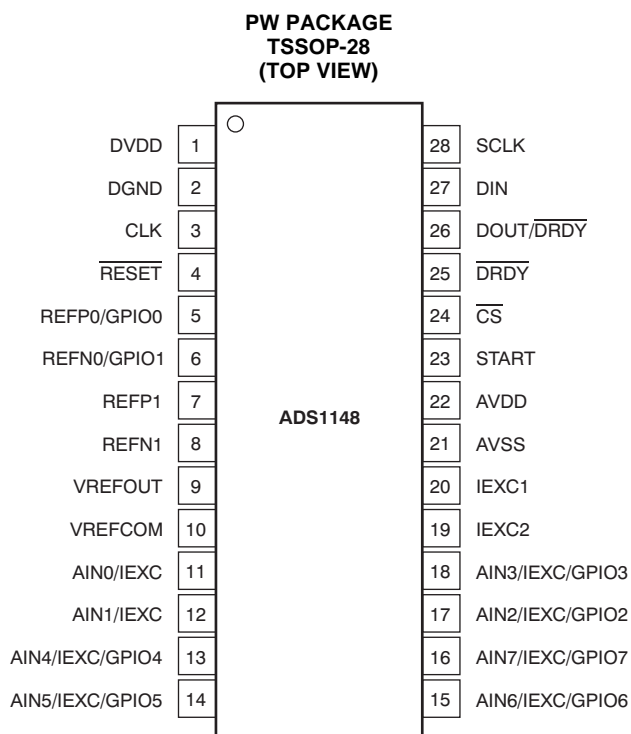 PW PACKAGE
TSSOP-28
(TOP VIEW)
DVDD 1 28 SCLK
DGND 2 27 DIN
CLK 3 26 DOUT/DRDY
RESET 4 25 DRDY
REFP0/GPIO0 5 24 CS
REFN0/GPIO1 6 23 START
REFP1 7 22 AVDD
ADS1148
REFN1 8 21 AVSS
VREFOUT 9 20 IEXC1
VREFCOM 10 19 IEXC2
AIN0/IEXC 11 18 AIN3/IEXC/GPIO3
AIN1/IEXC 12 17 AIN2/IEXC/GPIO2
AIN4/IEXC/GPIO4 13 16 AIN7/IEXC/GPIO7
AIN5/IEXC/GPIO5 14 15 AIN6/IEXC/GPIO6